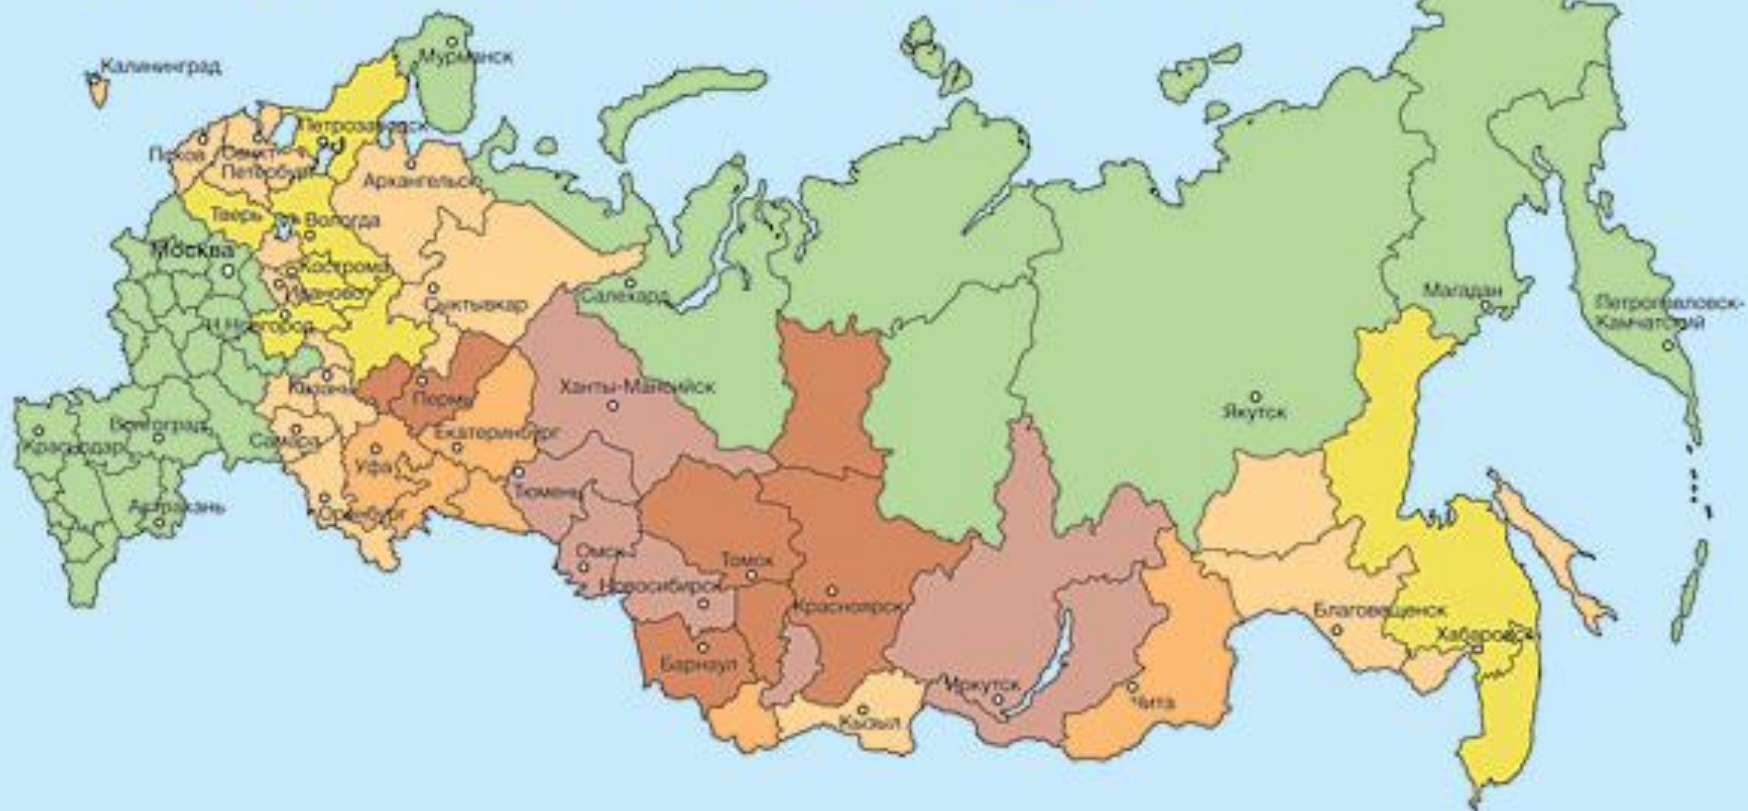 Калининград
Мурманск
Петрозаводск
Псков
Санкт-
Петербург
Архангельск
Тверь
Вологда
Москва
Кострома
Иваново
Сыктывкар
Салехард
Н.Новгород
Магадан
Петропавловск-
Камчатский
Казань
Пермь
Ханты-Мансийск
Якутск
Краснодар
Волгоград
Самара
Екатеринбург
Уфа
Тюмень
Астрахань
Оренбург
Омск
Томск
Новосибирск
Красноярск
Благовещенск
Хабаровск
Барнаул
Иркутск
Чита
Кызыл